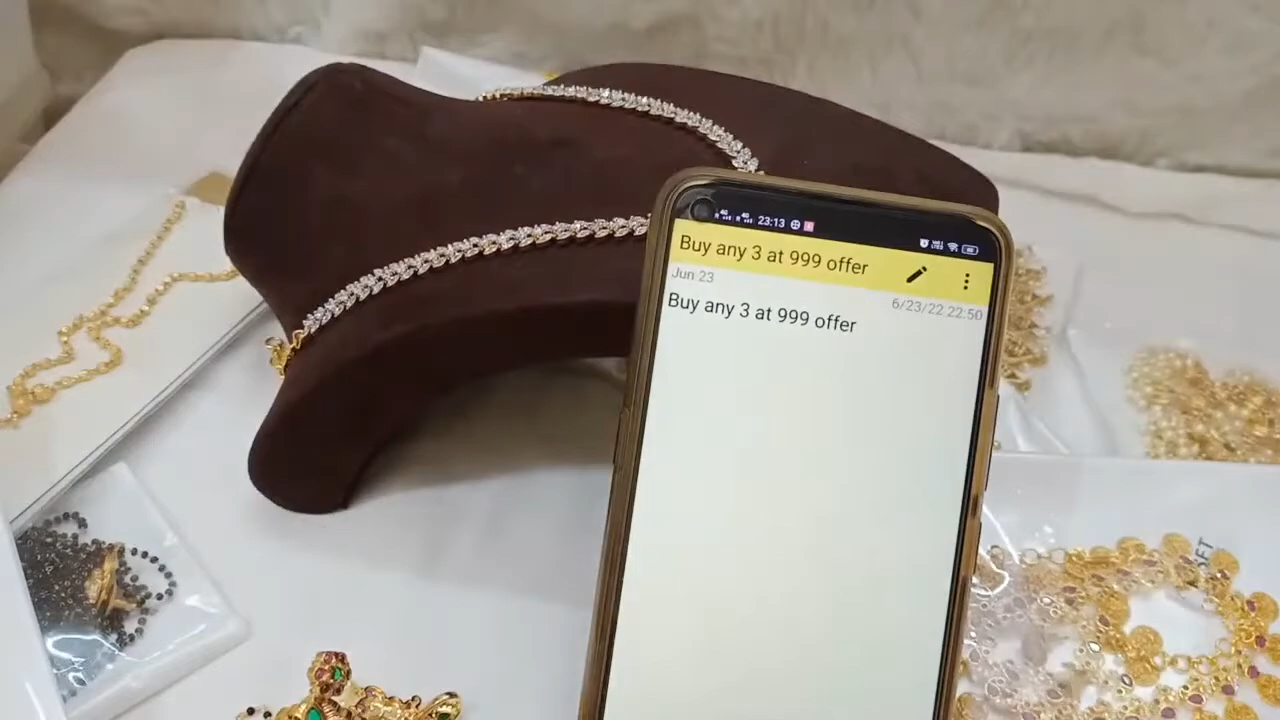 23:13
Buy any 3 at 999 offer
Jun 23
6/23/22 22:50
Buy any 3 at 999 offer